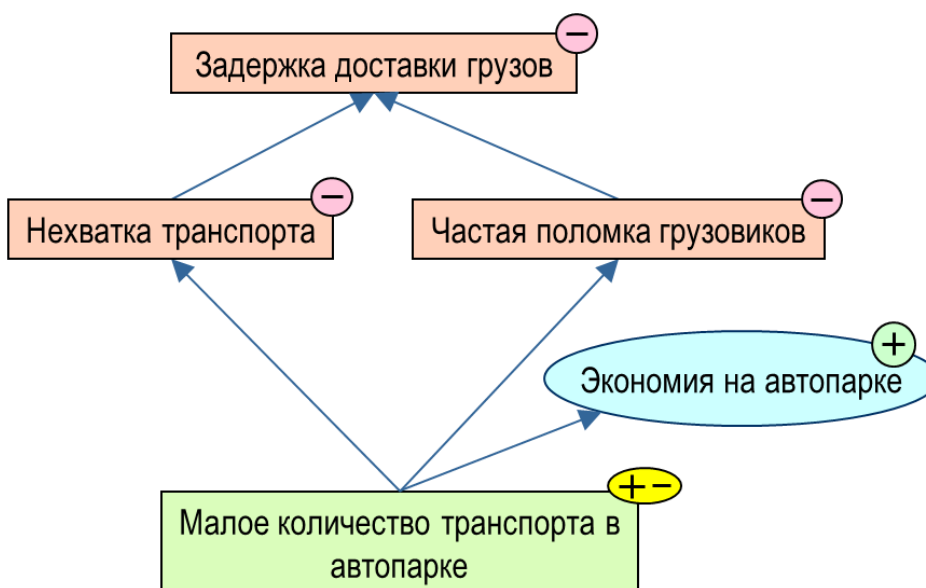 Задержка доставки грузов
−
Нехватка транспорта
−
Частая поломка грузовиков
−
Экономия на автопарке
+
Малое количество транспорта в
автопарке
+ −